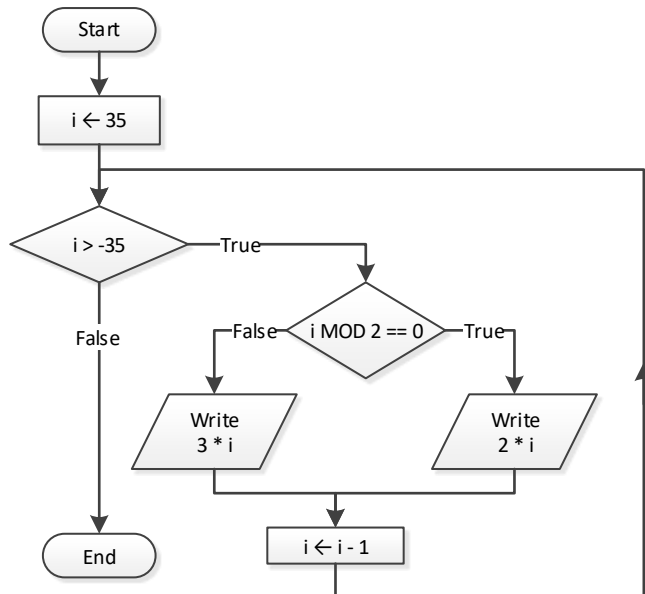 Start
i ← 35
i > -35
True
False
i MOD 2 == 0
False
True
Write
3 * i
Write
2 * i
i ← i - 1
End